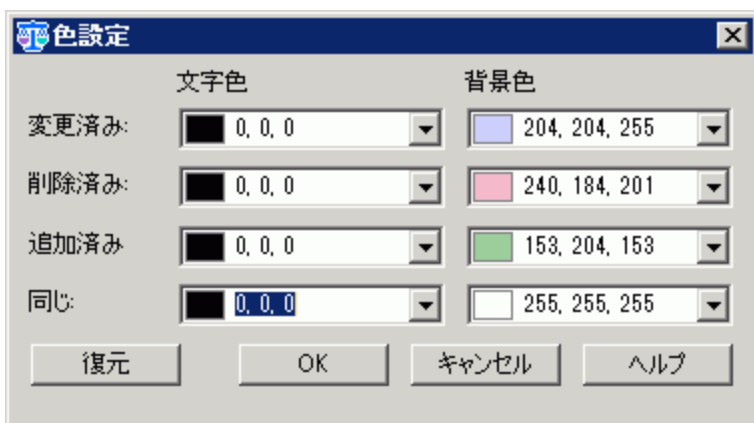 色設定
文字色 背景色
変更済み: 0, 0, 0 204, 204, 255
削除済み: 0, 0, 0 240, 184, 201
追加済み 0, 0, 0 153, 204, 153
同じ: 0, 0, 0 255, 255, 255
復元 OK キャンセル ヘルプ